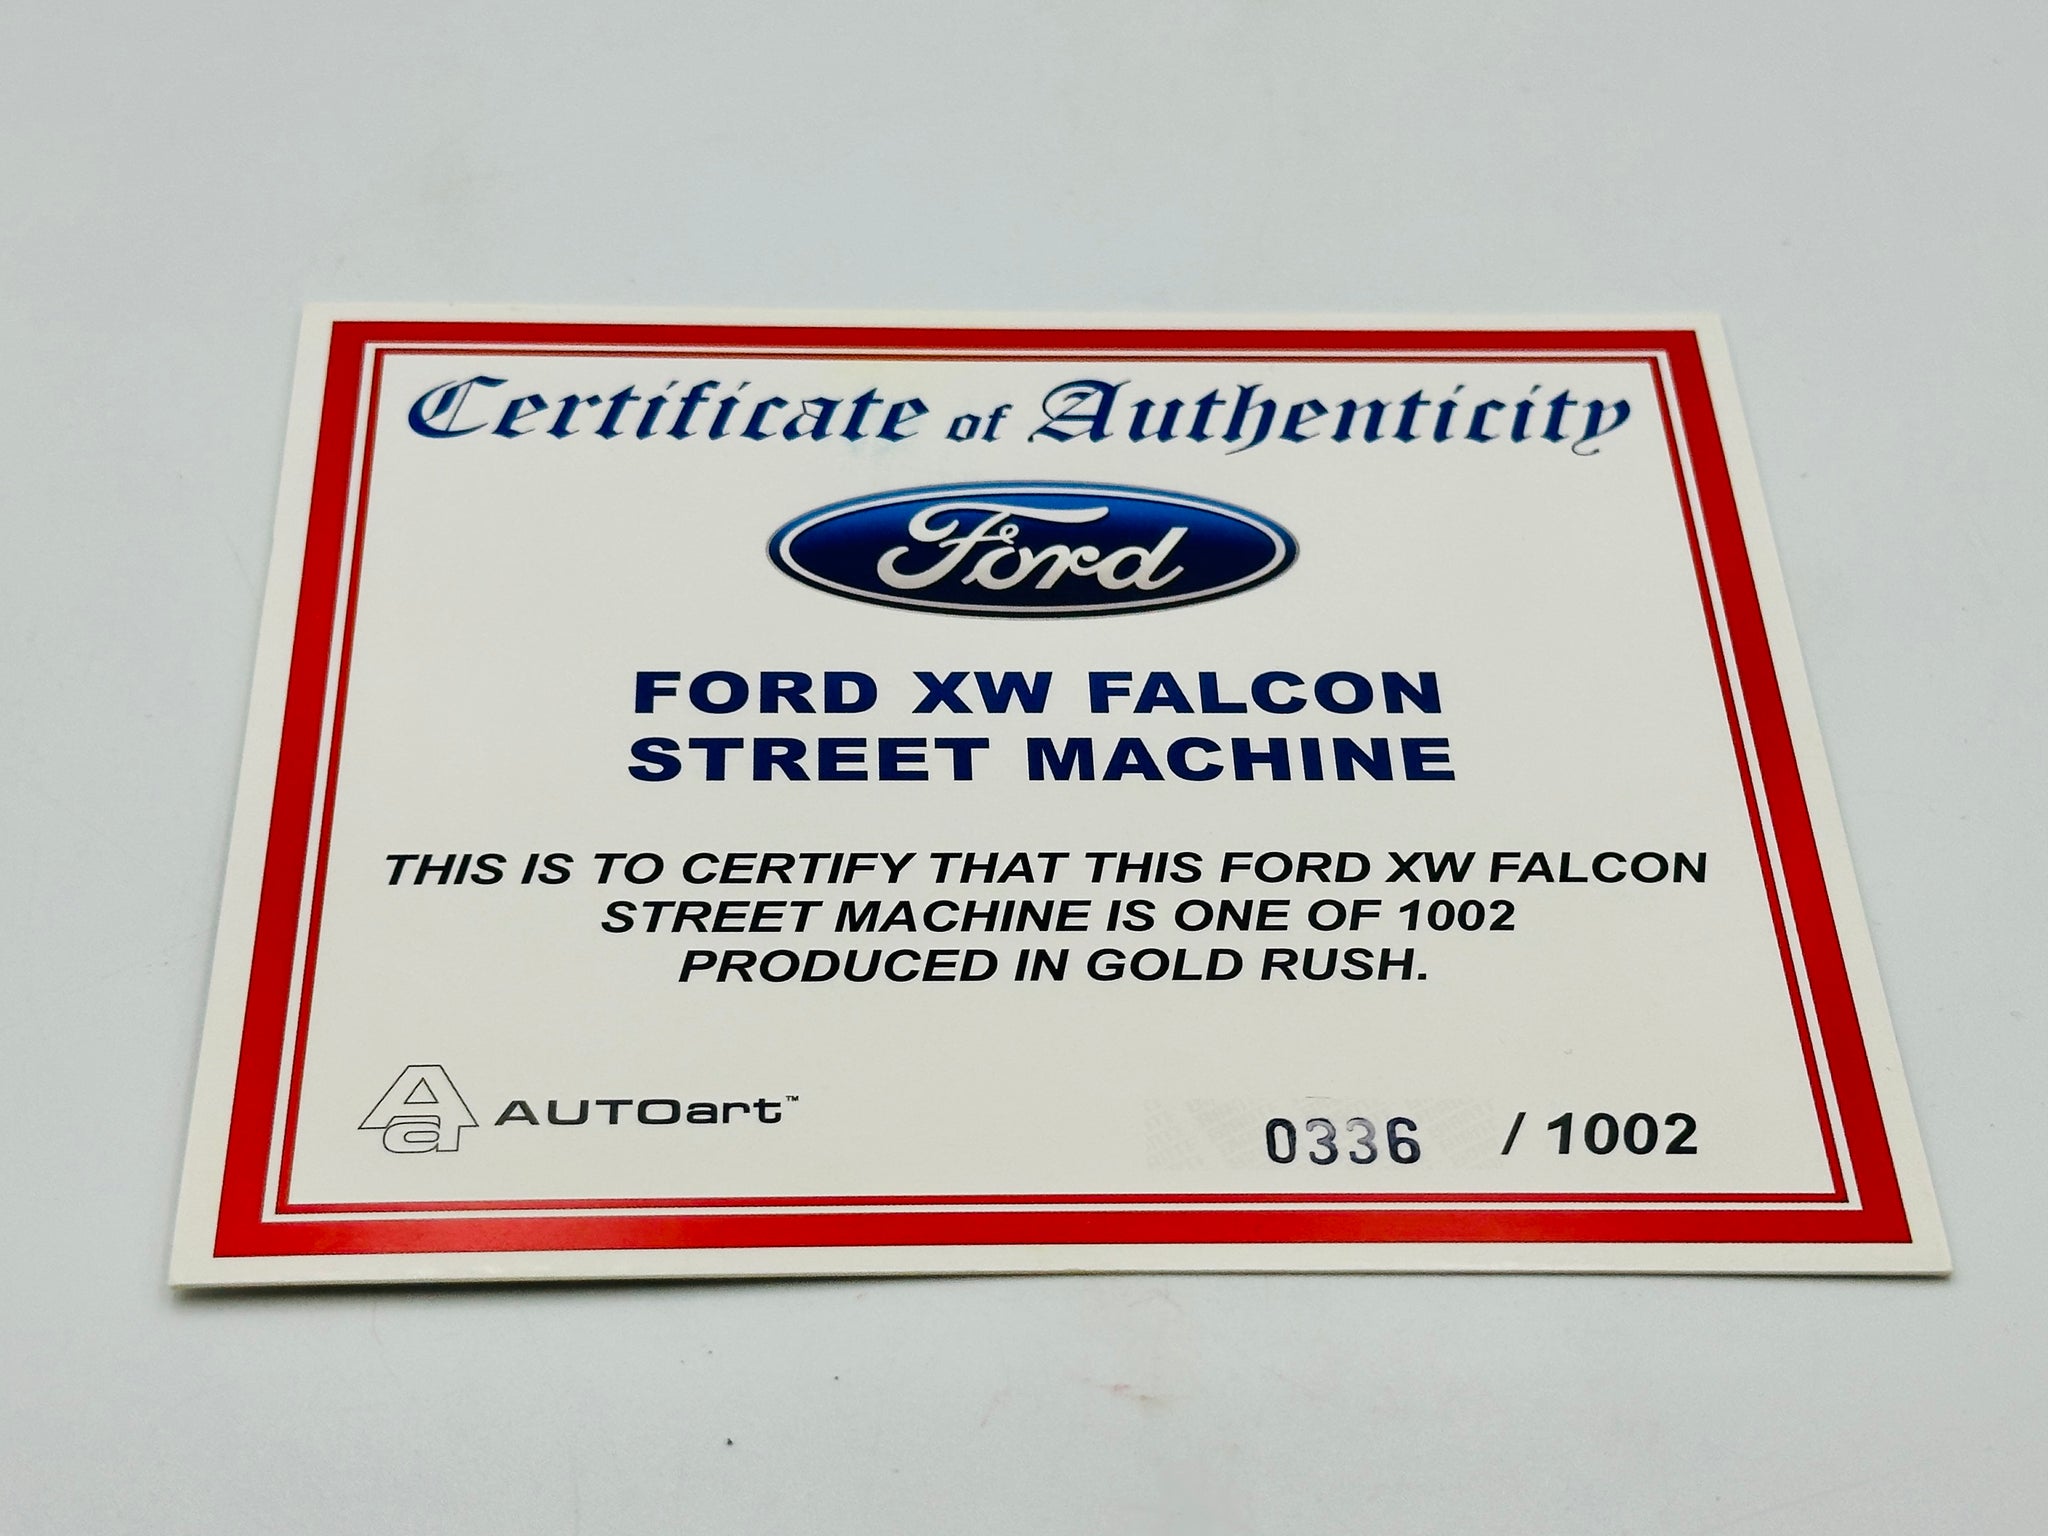 Certificate of Authenticity
Ford
FORD XW FALCON
STREET MACHINE
THIS IS TO CERTIFY THAT THIS FORD XW FALCON
STREET MACHINE IS ONE OF 1002
PRODUCED IN GOLD RUSH.
Aa AUTOart™
0336 / 1002